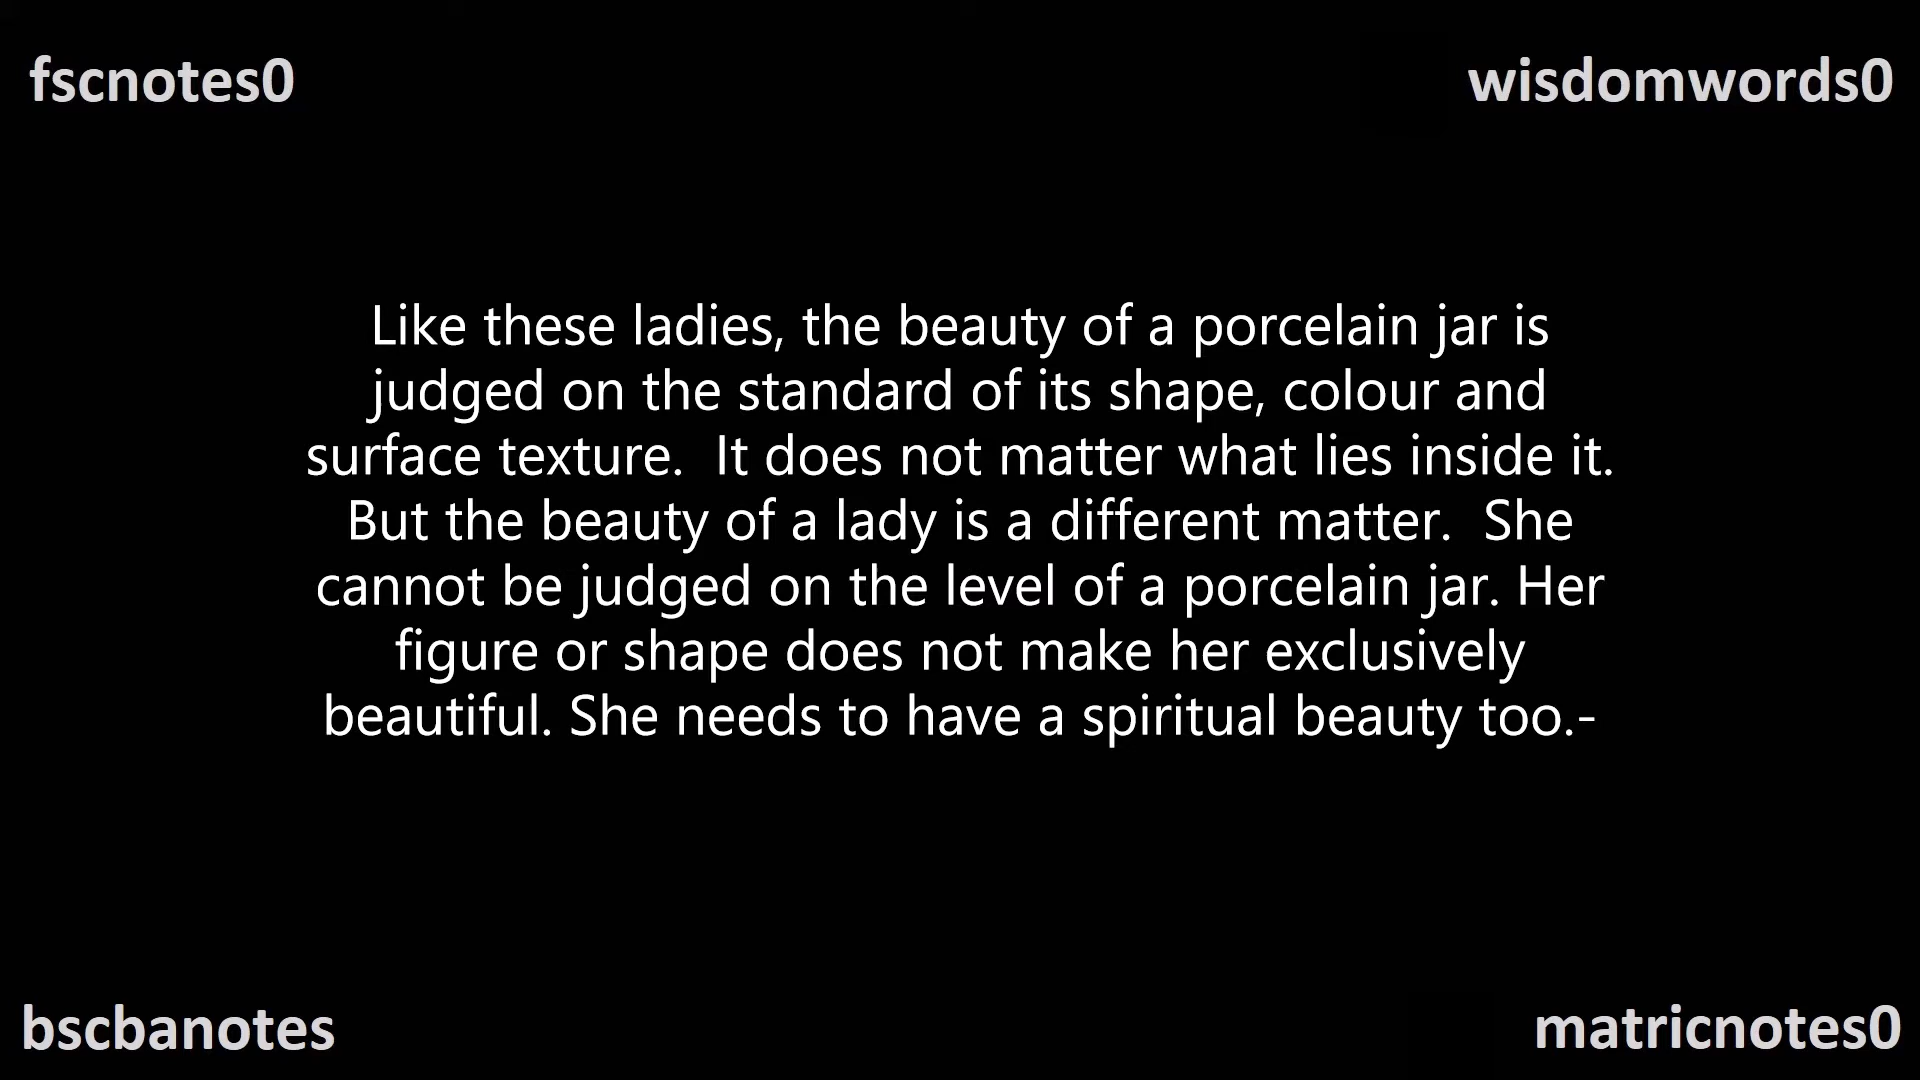 fscnotes0
wisdomwords0
Like these ladies, the beauty of a porcelain jar is
judged on the standard of its shape, colour and
surface texture.  It does not matter what lies inside it.
But the beauty of a lady is a different matter.  She
cannot be judged on the level of a porcelain jar. Her
figure or shape does not make her exclusively
beautiful. She needs to have a spiritual beauty too.-
bscbanotes
matricnotes0